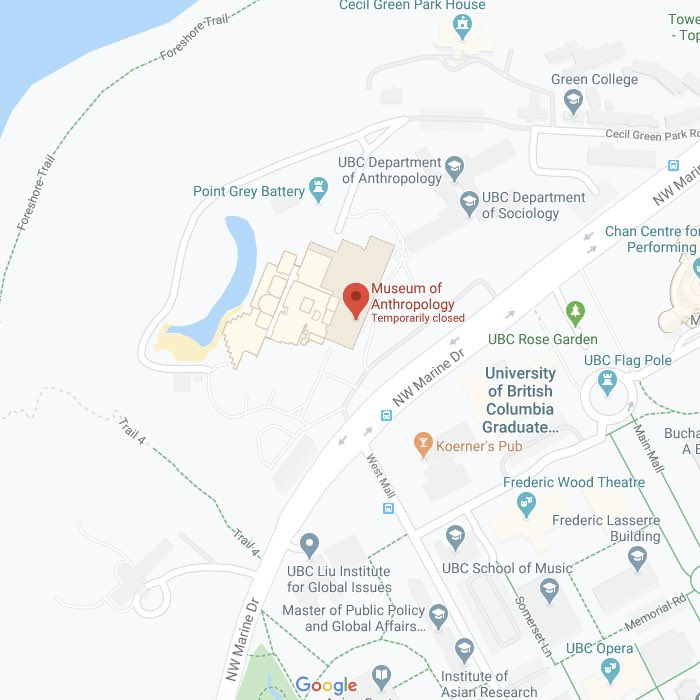 Cecil Green Park House
Foreshore Trail
Towe
- Top
Green College
Cecil Green Park Ro
UBC Department
of Anthropology
NW Marine
Point Grey Battery
UBC Department
of Sociology
Foreshore Trail
Chan Centre for
Performing
Museum of
Anthropology
Temporarily closed
M
UBC Rose Garden
NW Marine Dr
UBC Flag Pole
University
of British
Columbia
Graduate...
Main Mall
Trail 4
Koerner's Pub
Bucha
A B
West Mall
Frederic Wood Theatre
Trail 4
Frederic Lasserre
Building
UBC Liu Institute
for Global Issues
UBC School of Music
Somerset Ln
Memorial Rd
Master of Public Policy
and Global Affairs...
NW Marine Dr
UBC Opera
Institute of
Asian Research
Google